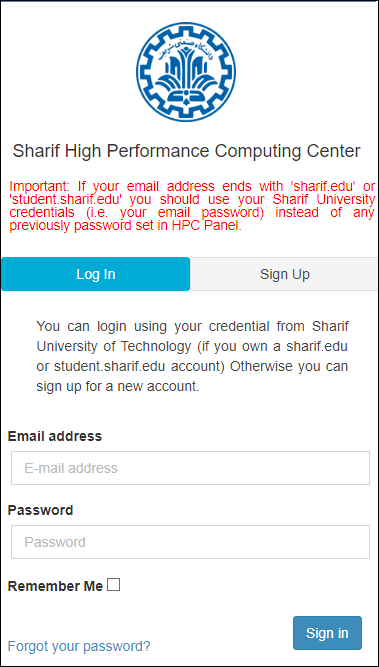 دانشگاه صنعتی شریف
Sharif High Performance Computing Center
Important: If your email address ends with 'sharif.edu' or
'student.sharif.edu' you should use your Sharif University
credentials (i.e. your email password) instead of any
previously password set in HPC Panel.
Log In Sign Up
You can login using your credential from Sharif
University of Technology (if you own a sharif.edu
or student.sharif.edu account) Otherwise you can
sign up for a new account.
Email address
E-mail address
Password
Password
Remember Me
Sign in
Forgot your password?